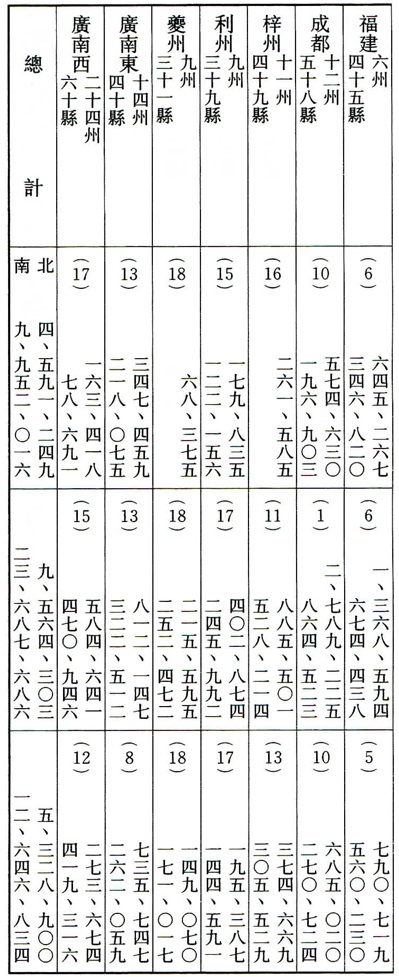 福建
六州
四十五縣
(6)
六四五、二六七
三四六、八二〇
(6)
一、三六八、五九四
六七四、四三八
(5)
七九〇、七一九
五六〇、二三〇
成都
十二州
五十八縣
(10)
五七四、六三〇
一九六、九〇三
(1)
二、七八九、二二五
八六四、五二三
(10)
六八五、〇二〇
二七〇、七二四
梓州
十一州
四十九縣
(16)
二六一、五八五
(11)
八八五、五〇一
五二八、二一四
(13)
三七四、六六九
三〇五、五二九
利州
九州
三十九縣
(15)
一七九、八三五
一二二、一五六
(17)
四〇二、八七四
二四五、九九二
(17)
一九五、三八七
一四四、五九一
夔州
九州
三十一縣
(18)
六八、三七五
(18)
二一五、五九五
二五二、四七二
(18)
一四九、〇七〇
一七一、〇一七
廣南東
十四州
四十縣
(13)
三四七、四五九
二一八、〇七五
(13)
八一二、一四七
三二二、五一二
(8)
七三五、七四七
二六二、〇五九
廣南西
二十四州
六十縣
(17)
一六三、四一八
七八、六九一
(15)
五八四、六四一
四七〇、九四六
(12)
二七三、六七四
四一九、三一六
總計
北 四、五九一、二四九
南 九、九五二、〇一六
九、五六四、三〇三
二三、六八七、六八六
五、三二八、九〇〇
一二、六四六、八三四